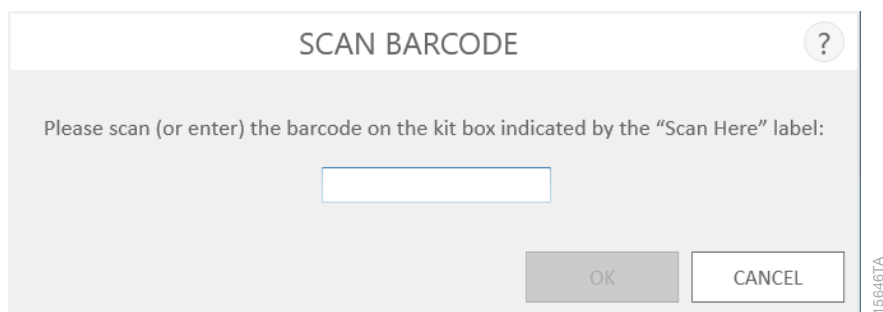 SCAN BARCODE
?
Please scan (or enter) the barcode on the kit box indicated by the “Scan Here” label:
OK
CANCEL
15646TA